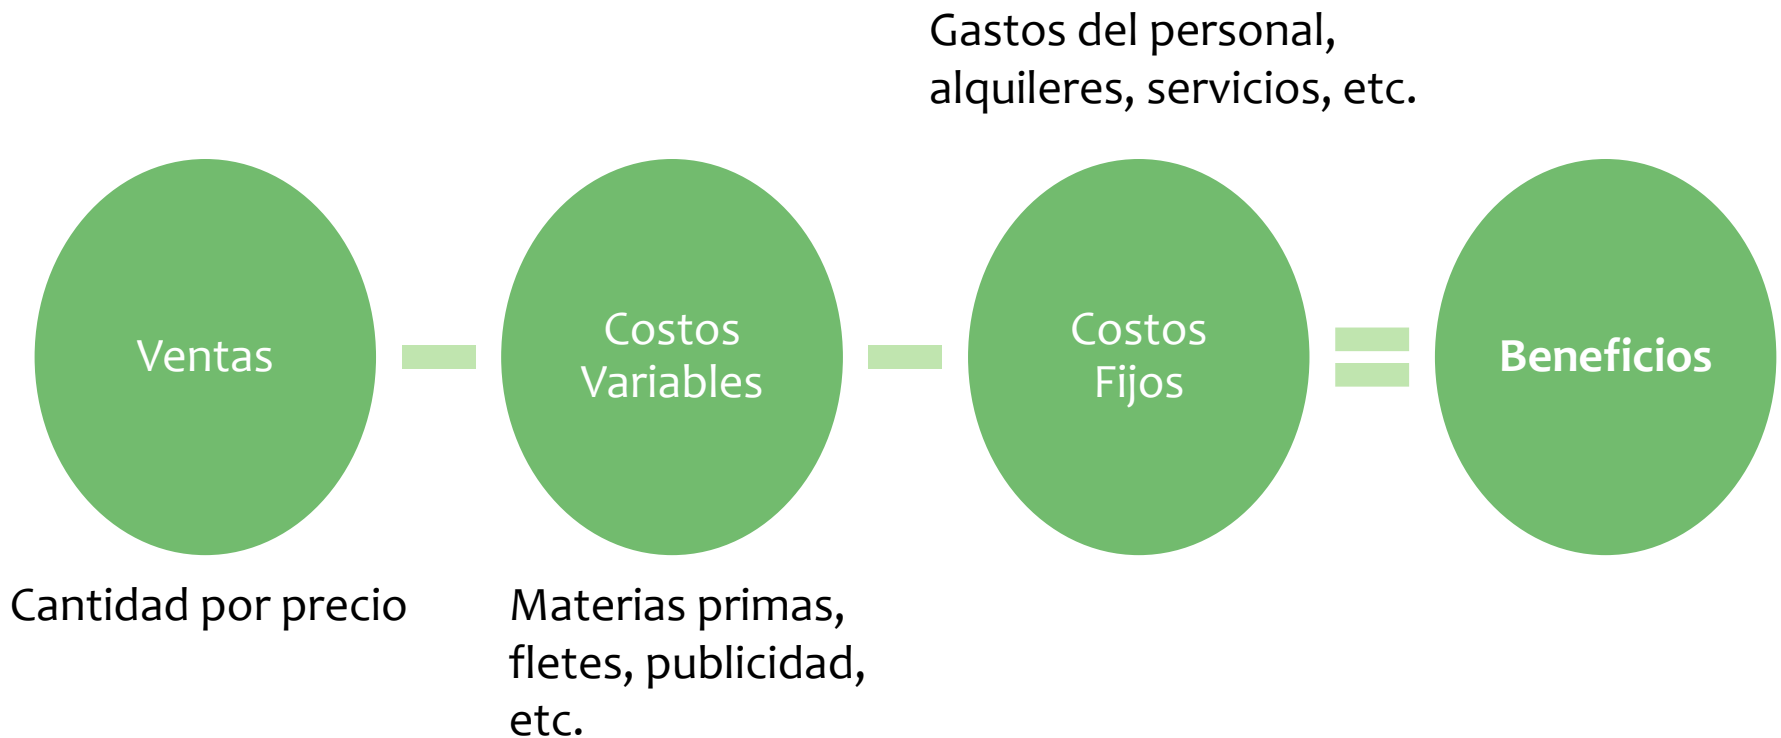 Gastos del personal,
alquileres, servicios, etc.
Ventas
Costos
Variables
Costos
Fijos
Beneficios
Cantidad por precio
Materias primas,
fletes, publicidad,
etc.